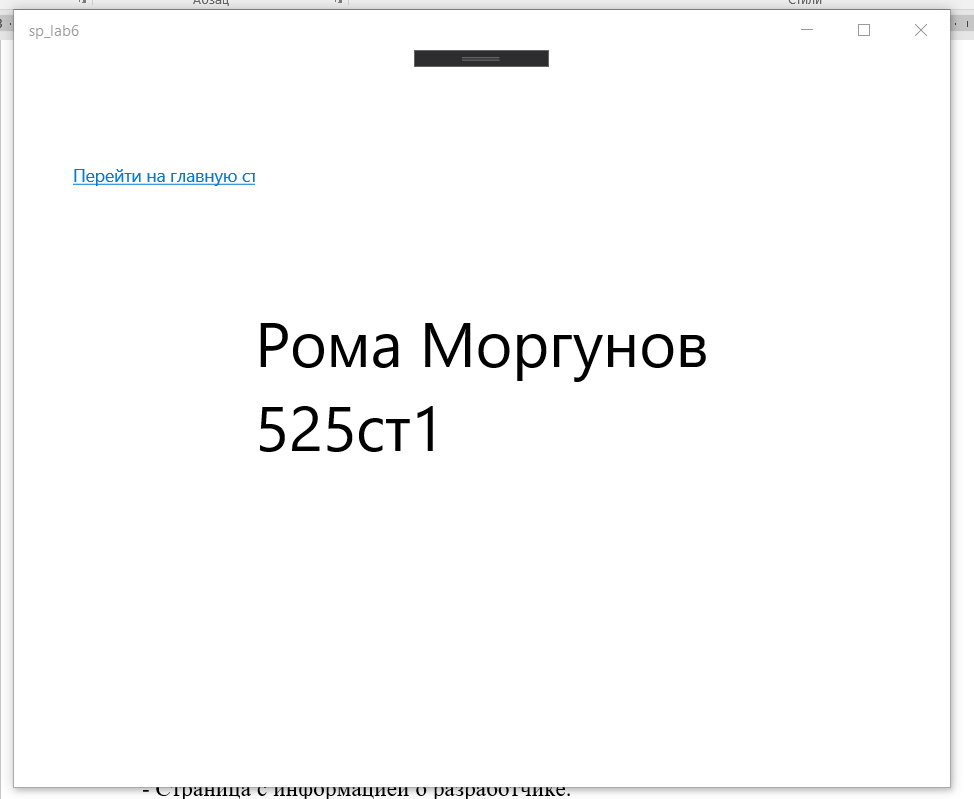 Абзац
Стили
sp_lab6
Перейти на главную ст
Рома Моргунов
525ст1
- Страница с информацией о разработчике.